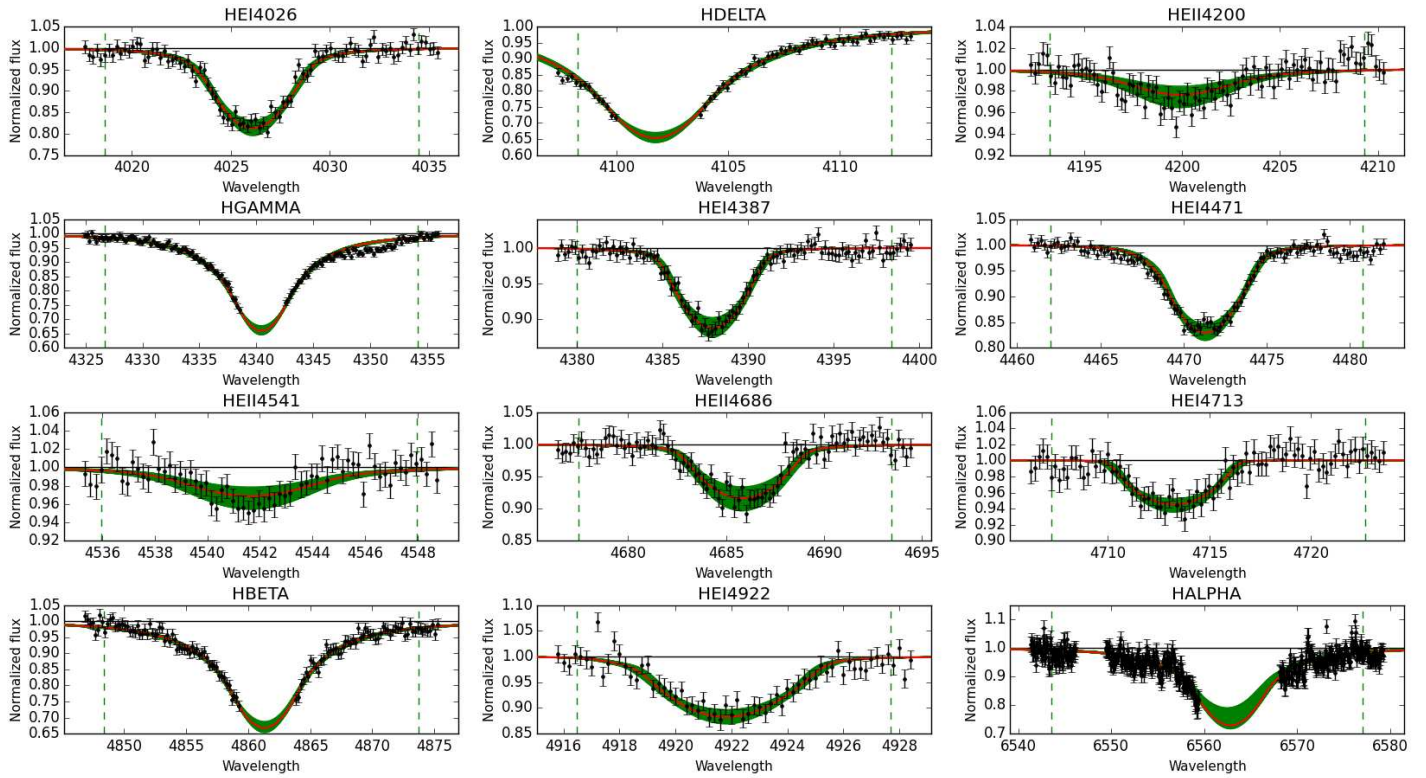 HEI4026
Normalized flux
1.05
1.00
0.95
0.90
0.85
0.80
0.75
4020 4025 4030 4035
Wavelength
HDELTA
Normalized flux
1.00
0.95
0.90
0.85
0.80
0.75
0.70
0.65
0.60
4100 4105 4110
Wavelength
HEII4200
Normalized flux
1.04
1.02
1.00
0.98
0.96
0.94
0.92
4195 4200 4205 4210
Wavelength
HGAMMA
Normalized flux
1.05
1.00
0.95
0.90
0.85
0.80
0.75
0.70
0.65
0.60
4325 4330 4335 4340 4345 4350 4355
Wavelength
HEI4387
Normalized flux
1.00
0.95
0.90
4380 4385 4390 4395 4400
Wavelength
HEI4471
Normalized flux
1.05
1.00
0.95
0.90
0.85
0.80
4460 4465 4470 4475 4480
Wavelength
HEII4541
Normalized flux
1.06
1.04
1.02
1.00
0.98
0.96
0.94
0.92
4536 4538 4540 4542 4544 4546 4548
Wavelength
HEII4686
Normalized flux
1.05
1.00
0.95
0.90
0.85
4680 4685 4690 4695
Wavelength
HEI4713
Normalized flux
1.06
1.04
1.02
1.00
0.98
0.96
0.94
0.92
0.90
4710 4715 4720
Wavelength
HBETA
Normalized flux
1.05
1.00
0.95
0.90
0.85
0.80
0.75
0.70
0.65
4850 4855 4860 4865 4870 4875
Wavelength
HEI4922
Normalized flux
1.10
1.05
1.00
0.95
0.90
0.85
4916 4918 4920 4922 4924 4926 4928
Wavelength
HALPHA
Normalized flux
1.1
1.0
0.9
0.8
0.7
6540 6550 6560 6570 6580
Wavelength